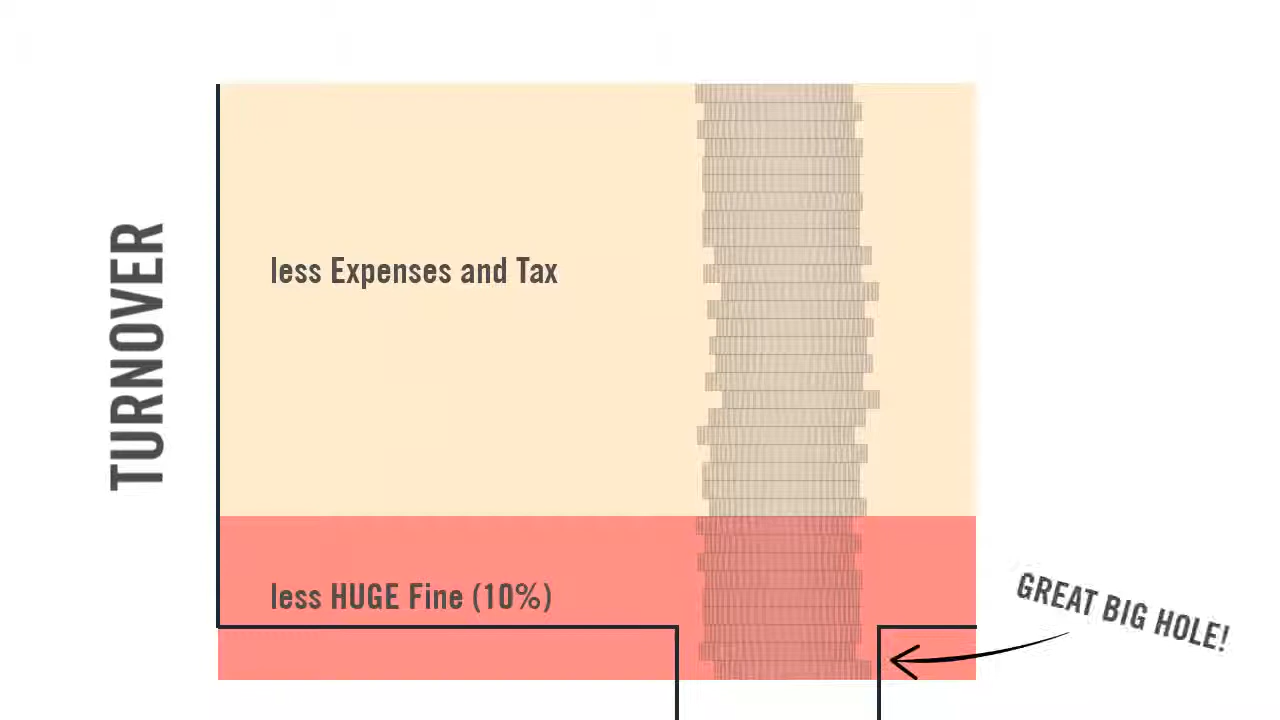 TURNOVER
less Expenses and Tax
less HUGE Fine (10%)
GREAT BIG HOLE!